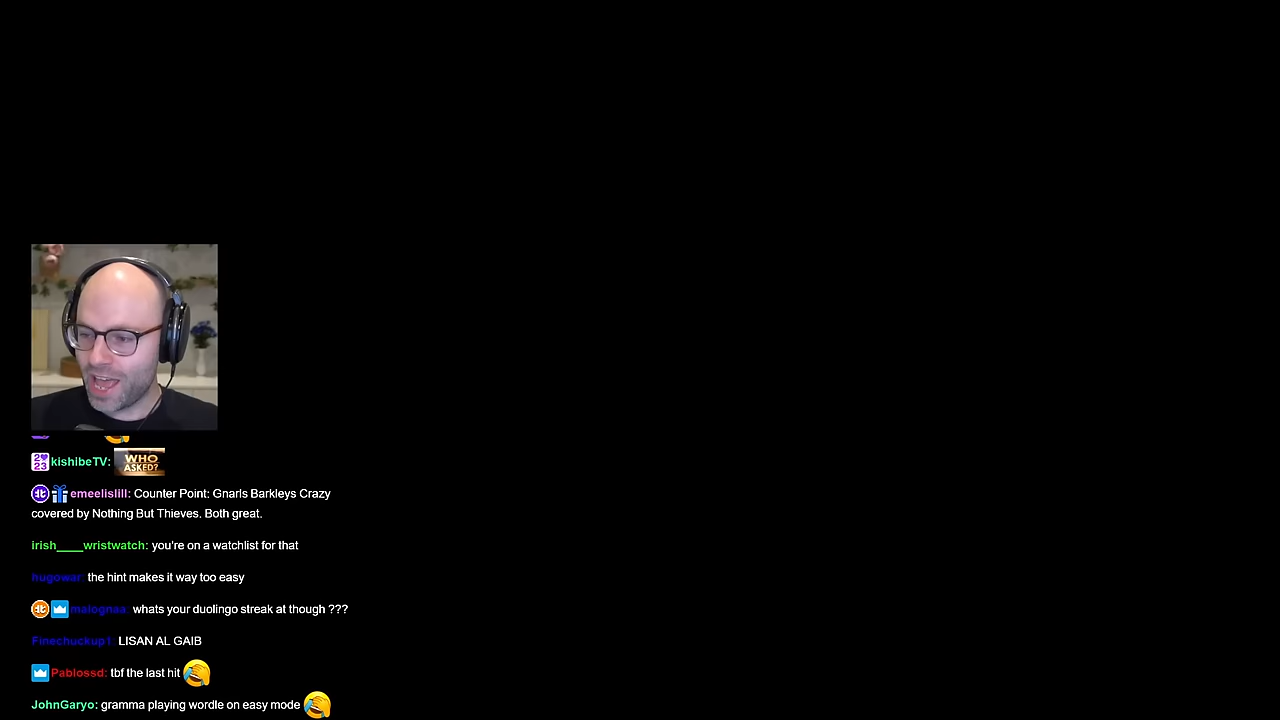 kishibeTV: WHO
ASKED?
emeelislill: Counter Point: Gnarls Barkleys Crazy
covered by Nothing But Thieves. Both great.
irish____wristwatch: you're on a watchlist for that
hugowar: the hint makes it way too easy
malognaa: whats your duolingo streak at though ???
Finechuckup1: LISAN AL GAIB
Pablossd: tbf the last hit
JohnGaryo: gramma playing wordle on easy mode